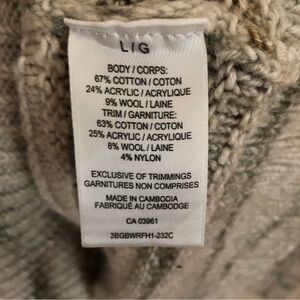 L/G
BODY / CORPS:
67% COTTON / COTON
24% ACRYLIC / ACRYLIQUE
9% WOOL / LAINE
TRIM / GARNITURE:
63% COTTON / COTON
25% ACRYLIC / ACRYLIQUE
8% WOOL / LAINE
4% NYLON
EXCLUSIVE OF TRIMMINGS
GARNITURES NON COMPRISES
MADE IN CAMBODIA
FABRIQUÉ AU CAMBODGE
CA 03961
3BGBWRFH1-232C